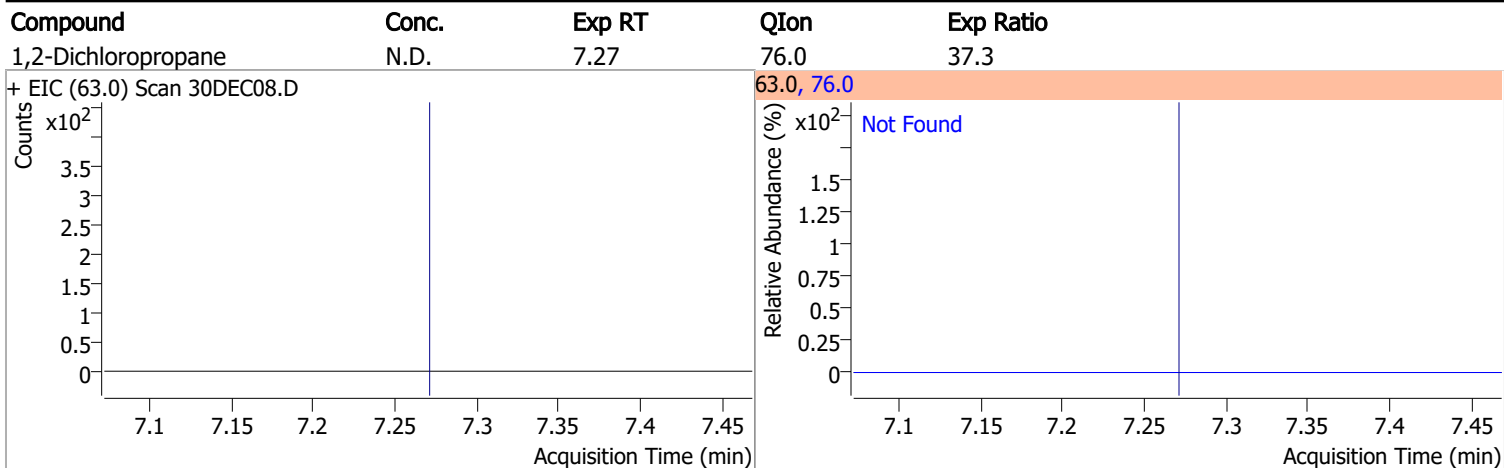 Compound Conc. Exp RT QIon Exp Ratio
1,2-Dichloropropane N.D. 7.27 76.0 37.3
+ EIC (63.0) Scan 30DEC08.D
Counts
x10²
3.5
3
2.5
2
1.5
1
0.5
0
7.1 7.15 7.2 7.25 7.3 7.35 7.4 7.45
Acquisition Time (min)
63.0, 76.0
Relative Abundance (%)
x10²
Not Found
1.5
1.25
1
0.75
0.5
0.25
0
7.1 7.15 7.2 7.25 7.3 7.35 7.4 7.45
Acquisition Time (min)